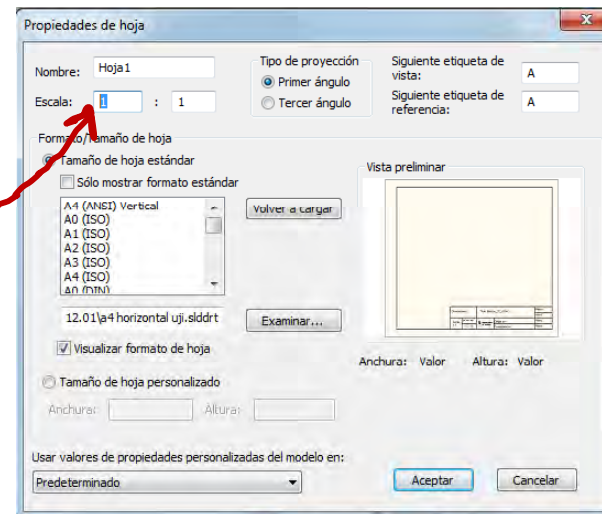 Propiedades de hoja
Nombre: Hoja1
Escala: 1 : 1
Tipo de proyección
Primer ángulo
Tercer ángulo
Siguiente etiqueta de vista: A
Siguiente etiqueta de referencia: A
Formato/Tamaño de hoja
Tamaño de hoja estándar
Sólo mostrar formato estándar
A4 (ANSI) Vertical
A0 (ISO)
A1 (ISO)
A2 (ISO)
A3 (ISO)
A4 (ISO)
A0 (DIN)
Volver a cargar
12.01\a4 horizontal uji.slddrt
Examinar...
Visualizar formato de hoja
Tamaño de hoja personalizado
Anchura:
Altura:
Vista preliminar
Anchura: Valor Altura: Valor
Usar valores de propiedades personalizadas del modelo en:
Predeterminado
Aceptar
Cancelar